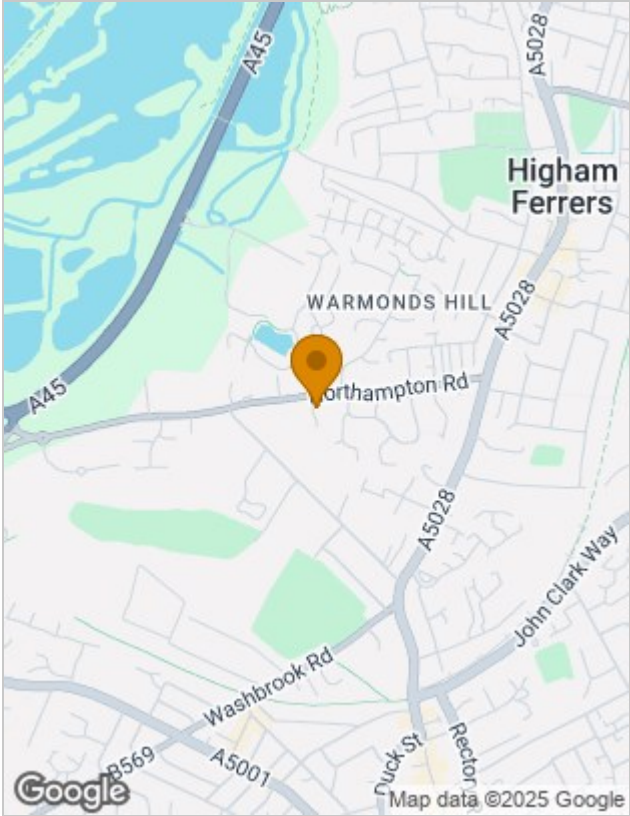 A45
A5028
Higham
Ferrers
WARMONDS HILL
A5028
A45
orthampton Rd
A5028
John Clark Way
Washbrook Rd
B569
A5001
Duck St
Rector
Google
Map data ©2025 Google